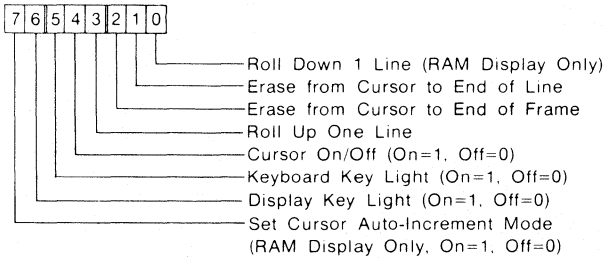 7 6 5 4 3 2 1 0
Roll Down 1 Line (RAM Display Only)
Erase from Cursor to End of Line
Erase from Cursor to End of Frame
Roll Up One Line
Cursor On/Off (On=1, Off=0)
Keyboard Key Light (On=1, Off=0)
Display Key Light (On=1, Off=0)
Set Cursor Auto-Increment Mode
(RAM Display Only, On=1, Off=0)